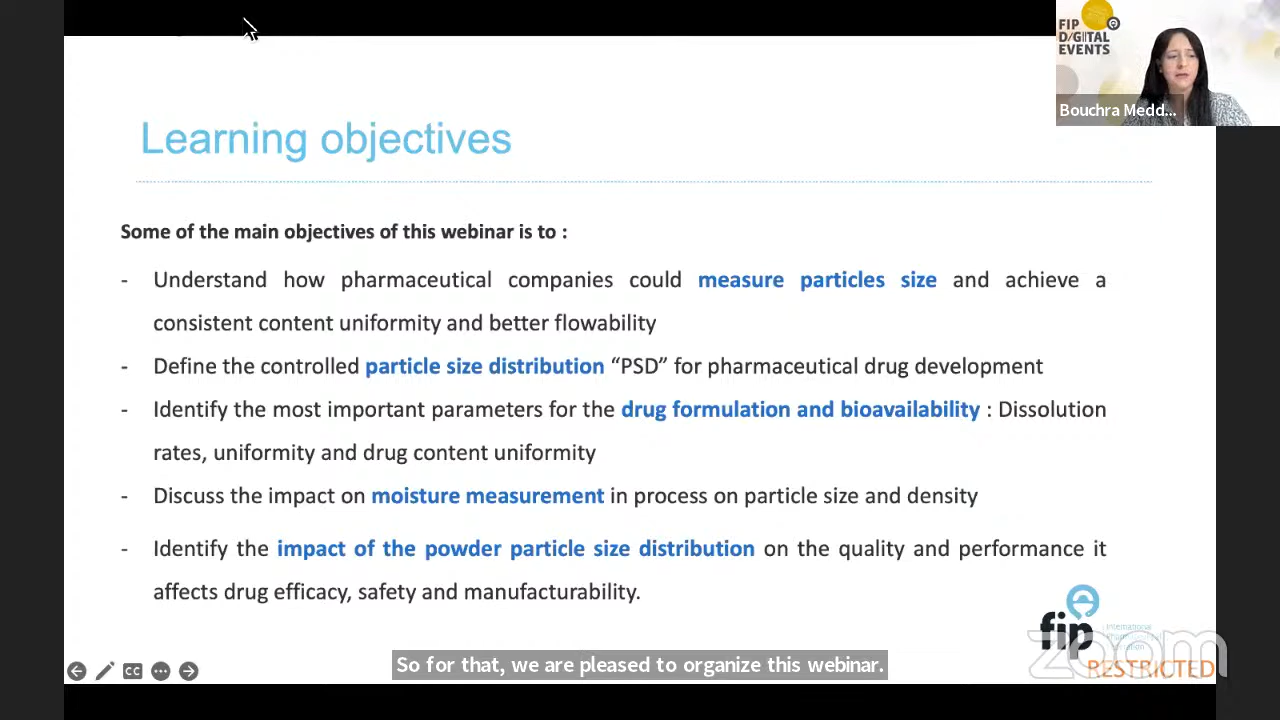 FIP
DIGITAL
EVENTS
Bouchra Medd...
Learning objectives
Some of the main objectives of this webinar is to :
- Understand how pharmaceutical companies could measure particles size and achieve a
consistent content uniformity and better flowability
- Define the controlled particle size distribution “PSD” for pharmaceutical drug development
- Identify the most important parameters for the drug formulation and bioavailability : Dissolution
rates, uniformity and drug content uniformity
- Discuss the impact on moisture measurement in process on particle size and density
- Identify the impact of the powder particle size distribution on the quality and performance it
affects drug efficacy, safety and manufacturability.
fip
International
zoom
RESTRICTED
CC
So for that, we are pleased to organize this webinar.